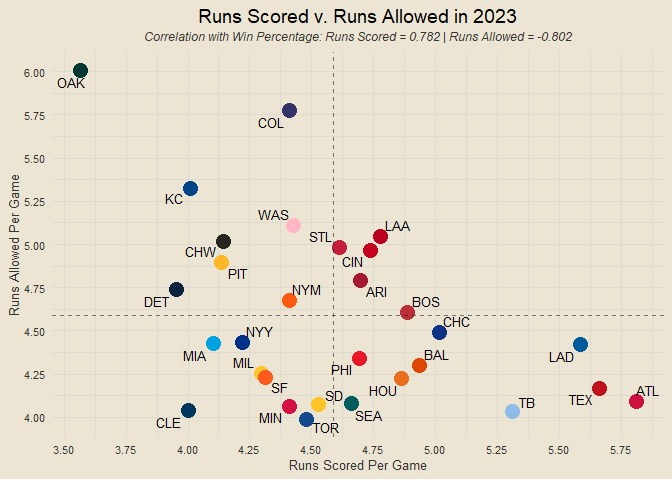 Runs Scored v. Runs Allowed in 2023
Correlation with Win Percentage: Runs Scored = 0.782 | Runs Allowed = -0.802
6.00
OAK
5.75
COL
5.50
5.25
KC
WAS
LAA
STL
5.00
CHW
CIN
PIT
4.75
DET
NYM
ARI
BOS
CHC
4.50
NYY
MIA
MIL
PHI
BAL
LAD
4.25
SF
HOU
SD
TB
TEX
ATL
4.00
CLE
MIN
TOR
SEA
3.50
3.75
4.00
4.25
4.50
4.75
5.00
5.25
5.50
5.75
Runs Scored Per Game
Runs Allowed Per Game